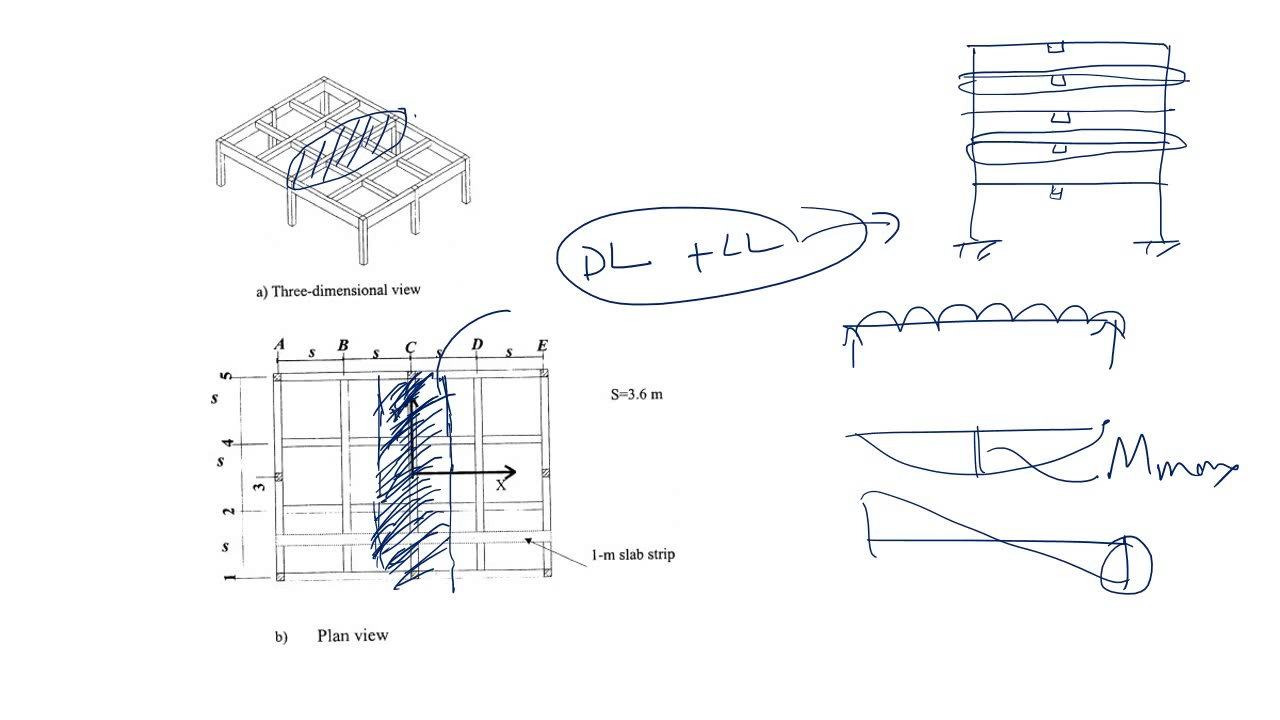 DL + LL
a) Three-dimensional view
A
B
C
D
E
s
s
s
s
5
s
4
s
3
2
s
1
S=3.6 m
X
1-m slab strip
b) Plan view
Mmax